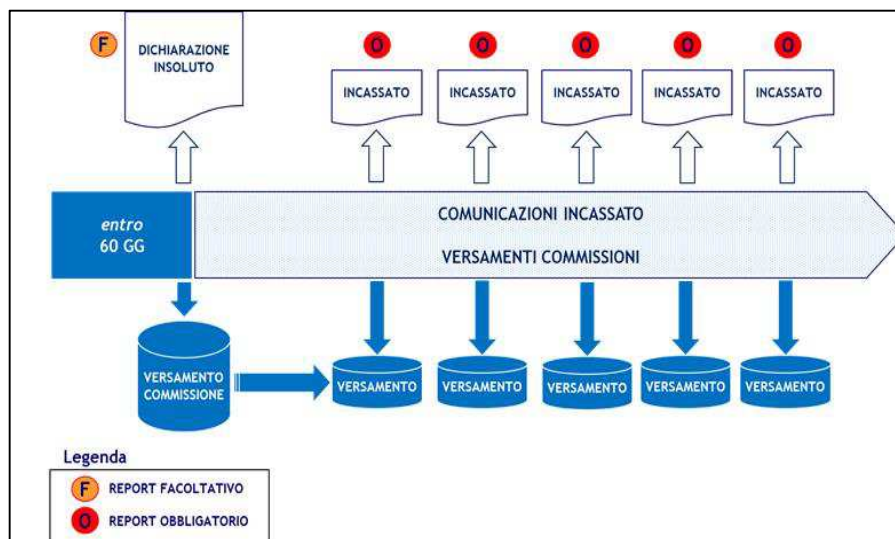 F
DICHIARAZIONE
INSOLUTO
O
O
O
O
O
INCASSATO
INCASSATO
INCASSATO
INCASSATO
INCASSATO
entro
60 GG
COMUNICAZIONI INCASSATO
VERSAMENTI COMMISSIONI
VERSAMENTO
COMMISSIONE
VERSAMENTO
VERSAMENTO
VERSAMENTO
VERSAMENTO
VERSAMENTO
Legenda
F REPORT FACOLTATIVO
O REPORT OBBLIGATORIO